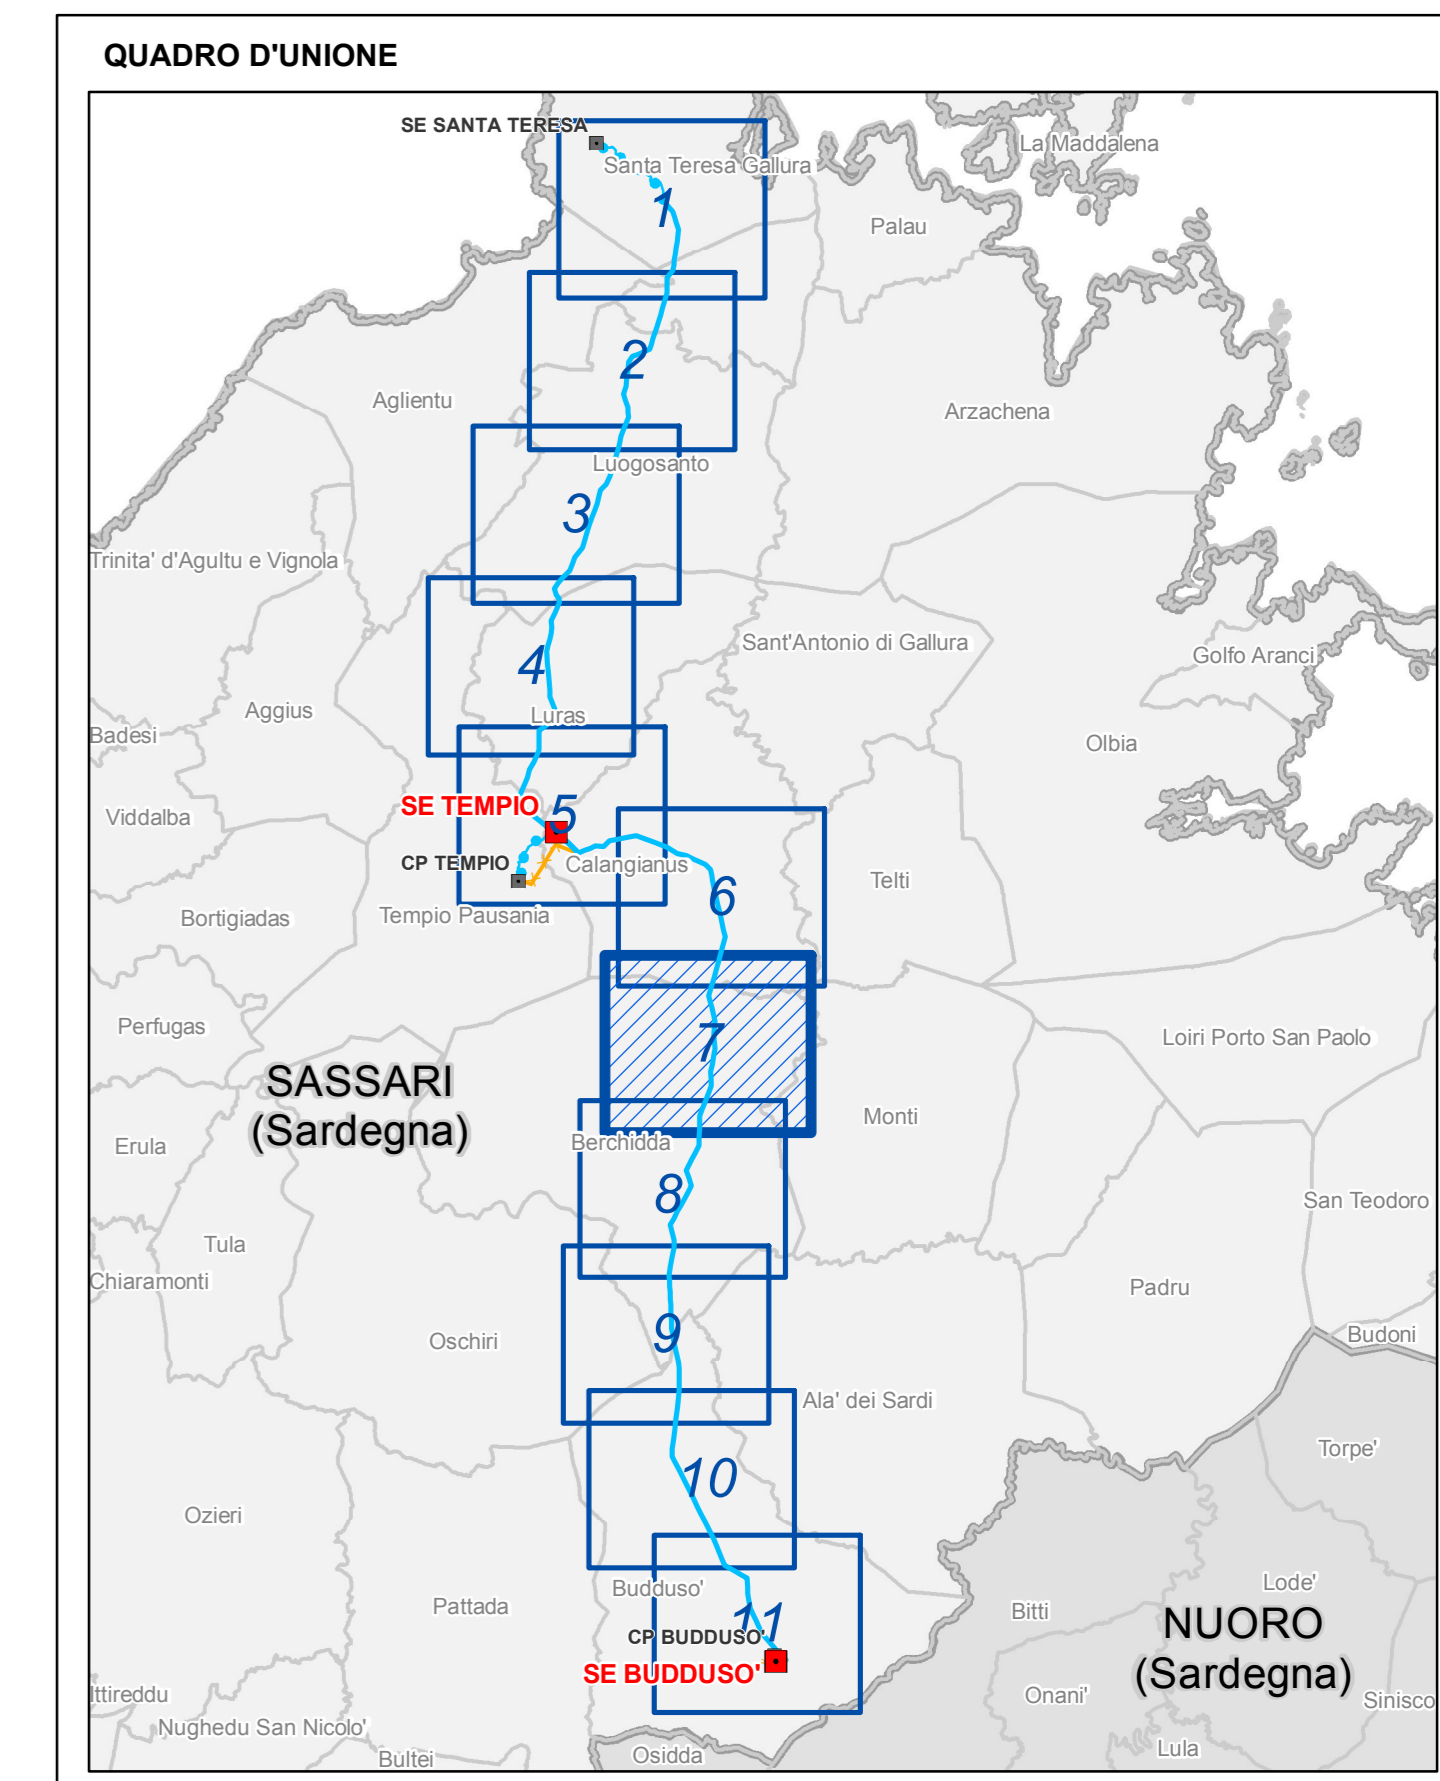 QUADRO D'UNIONE
SE SANTA TERESA
La Maddalena
Santa Teresa Gallura
1
Palau
2
Aglientu
Arzachena
Luogosanto
3
Trinita' d'Agultu e Vignola
Sant'Antonio di Gallura
Golfo Aranci
4
Aggius
Luras
Badesi
Olbia
SE TEMPIO
5
Viddalba
CP TEMPIO
Calangianus
Telti
6
Bortigiadas
Tempio Pausania
Perfugas
Loiri Porto San Paolo
7
SASSARI
(Sardegna)
Monti
Erula
Berchidda
8
San Teodoro
Tula
Chiaramonti
Padru
9
Oschiri
Budoni
Ala' dei Sardi
Torpe'
10
Ozieri
Lode'
Budduso'
Pattada
Bitti
11
NUORO
(Sardegna)
CP BUDDUSO'
SE BUDDUSO'
Ittireddu
Onani'
Sinisco
Nughedu San Nicolo'
Lula
Osidda
Bultei